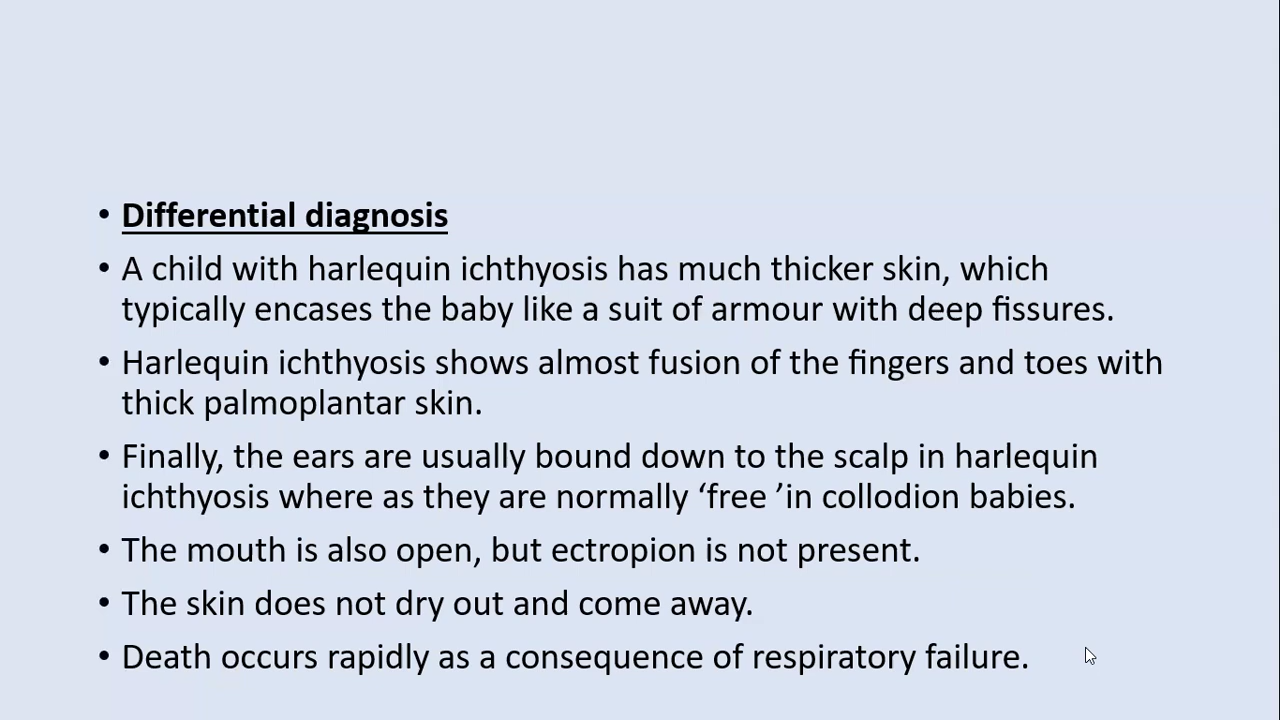 • Differential diagnosis
• A child with harlequin ichthyosis has much thicker skin, which
typically encases the baby like a suit of armour with deep fissures.
• Harlequin ichthyosis shows almost fusion of the fingers and toes with
thick palmoplantar skin.
• Finally, the ears are usually bound down to the scalp in harlequin
ichthyosis where as they are normally ‘free ’in collodion babies.
• The mouth is also open, but ectropion is not present.
• The skin does not dry out and come away.
• Death occurs rapidly as a consequence of respiratory failure.